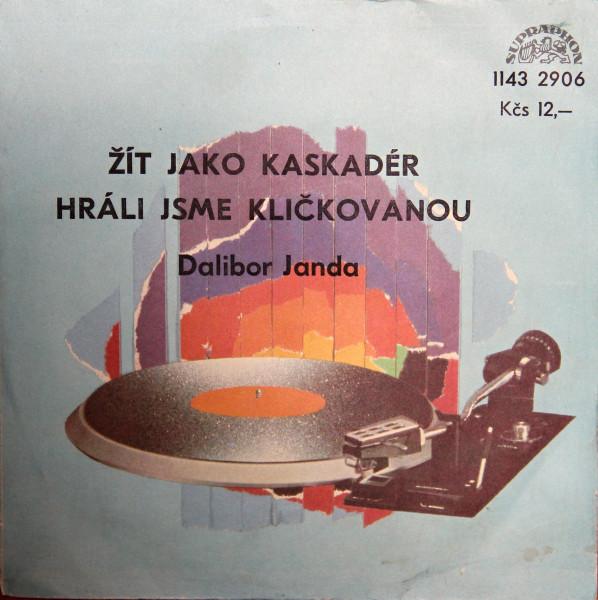 SUPRAPHON
1143 2906
Kčs 12,—
ŽÍT JAKO KASKADÉR
HRÁLI JSME KLIČKOVANOU
Dalibor Janda